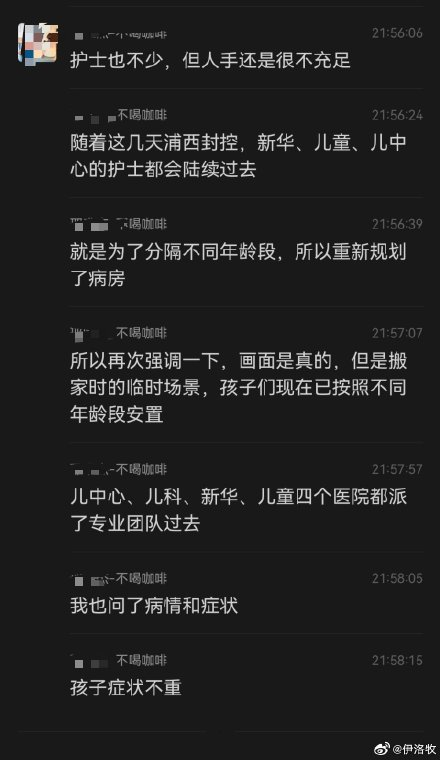 不喝咖啡 21:56:06
护士也不少，但人手还是很不充足
不喝咖啡 21:56:24
随着这几天浦西封控，新华、儿童、儿中
心的护士都会陆续过去
不喝咖啡 21:56:39
就是为了分隔不同年龄段，所以重新规划
了病房
不喝咖啡 21:57:07
所以再次强调一下，画面是真的，但是搬
家时的临时场景，孩子们现在已按照不同
年龄段安置
-不喝咖啡 21:57:57
儿中心、儿科、新华、儿童四个医院都派
了专业团队过去
-不喝咖啡 21:58:05
我也问了病情和症状
不喝咖啡 21:58:15
孩子症状不重
@伊洛牧